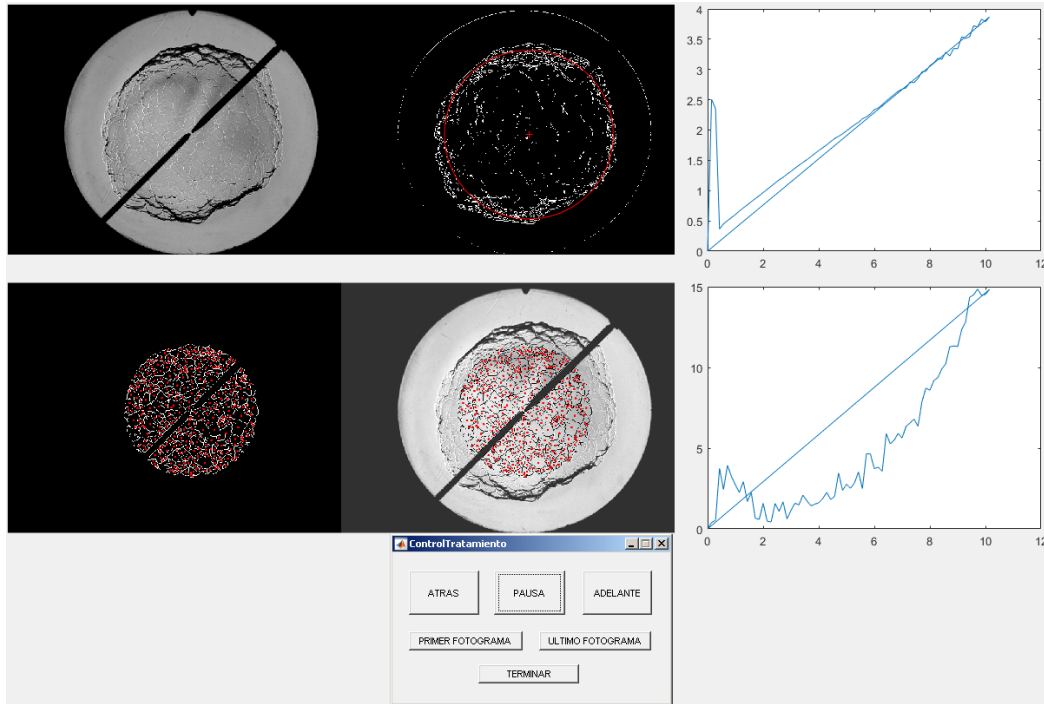 4
3.5
3
2.5
2
1.5
1
0.5
0
0 2 4 6 8 10 12
15
10
5
0
0 2 4 6 8 10 12
ControlTratamiento
ATRAS PAUSA ADELANTE
PRIMER FOTOGRAMA ULTIMO FOTOGRAMA
TERMINAR